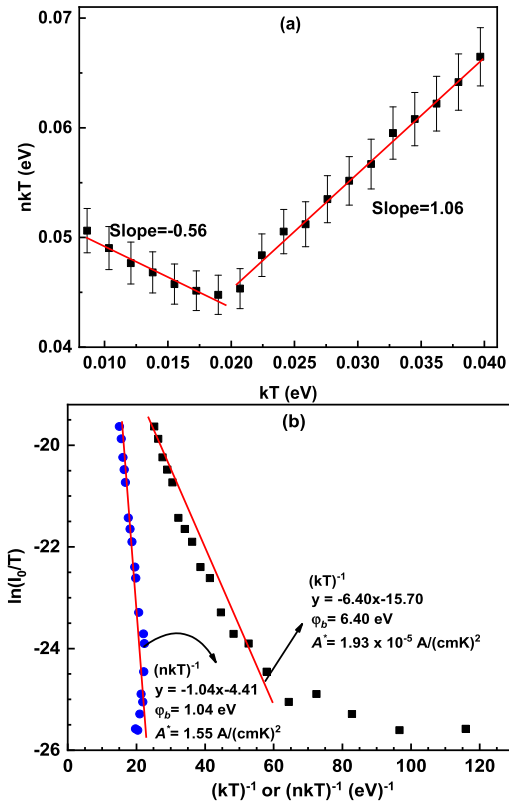 (a)
0.07
0.06
0.05
0.04
nkT (eV)
Slope=-0.56
Slope=1.06
0.010 0.015 0.020 0.025 0.030 0.035 0.040
kT (eV)
(b)
-20
-22
-24
-26
ln(I₀/T)
(kT)⁻¹
y = -6.40x-15.70
φ_b= 6.40 eV
A*= 1.93 x 10⁻⁵ A/(cmK)²
(nkT)⁻¹
y = -1.04x-4.41
φ_b= 1.04 eV
A*= 1.55 A/(cmK)²
0 20 40 60 80 100 120
(kT)⁻¹ or (nkT)⁻¹ (eV)⁻¹